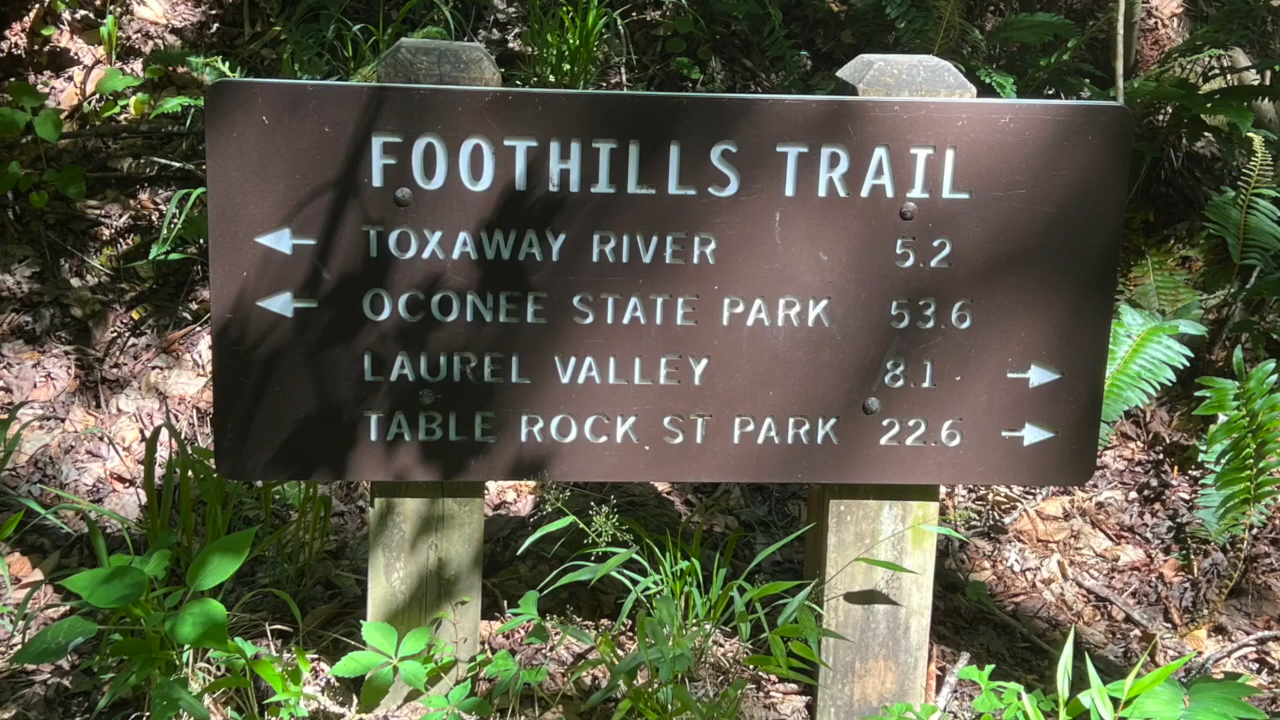 FOOTHILLS TRAIL
TOXAWAY RIVER 5.2
OCONEE STATE PARK 53.6
LAUREL VALLEY 8.1
TABLE ROCK ST PARK 22.6